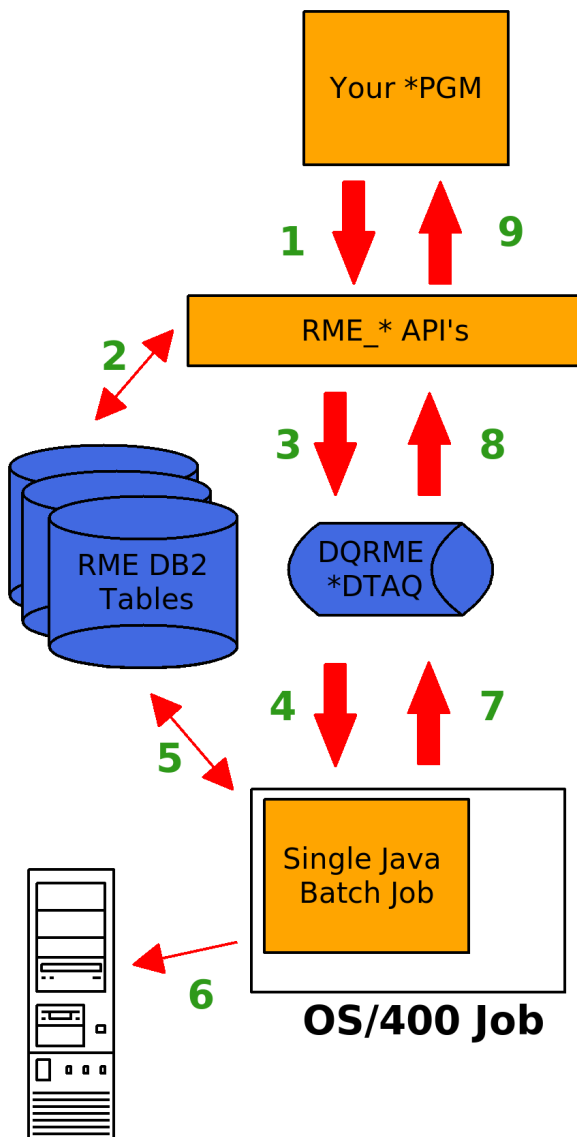 Your *PGM
1
9
RME_* API's
2
3
8
RME DB2
Tables
DQRME
*DTAQ
4
7
5
Single Java
Batch Job
6
OS/400 Job